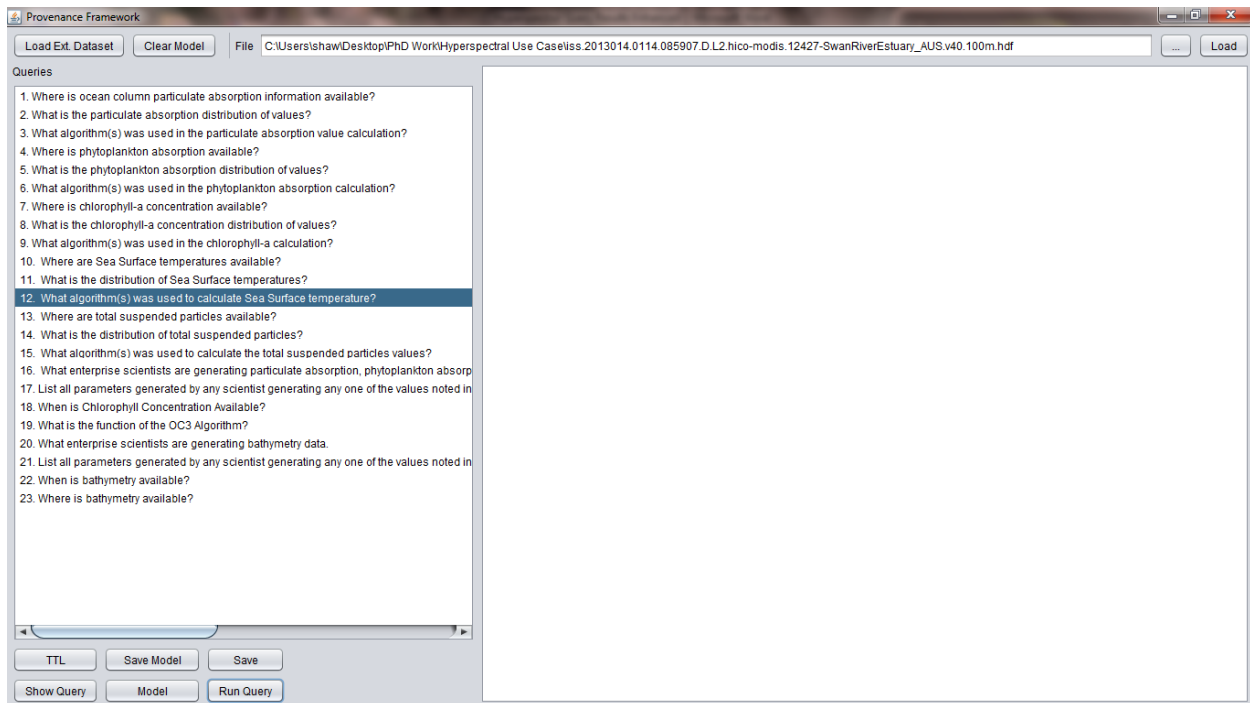 Provenance Framework
Load Ext. Dataset Clear Model File C:\Users\shaw\Desktop\PhD Work\Hyperspectral Use Case\iss.2013014.0114.085907.D.L2.hico-modis.12427-SwanRiverEstuary_AUS.v40.100m.hdf ... Load
Queries
1. Where is ocean column particulate absorption information available?
2. What is the particulate absorption distribution of values?
3. What algorithm(s) was used in the particulate absorption value calculation?
4. Where is phytoplankton absorption available?
5. What is the phytoplankton absorption distribution of values?
6. What algorithm(s) was used in the phytoplankton absorption calculation?
7. Where is chlorophyll-a concentration available?
8. What is the chlorophyll-a concentration distribution of values?
9. What algorithm(s) was used in the chlorophyll-a calculation?
10. Where are Sea Surface temperatures available?
11. What is the distribution of Sea Surface temperatures?
12. What algorithm(s) was used to calculate Sea Surface temperature?
13. Where are total suspended particles available?
14. What is the distribution of total suspended particles?
15. What algorithm(s) was used to calculate the total suspended particles values?
16. What enterprise scientists are generating particulate absorption, phytoplankton absorp
17. List all parameters generated by any scientist generating any one of the values noted in
18. When is Chlorophyll Concentration Available?
19. What is the function of the OC3 Algorithm?
20. What enterprise scientists are generating bathymetry data.
21. List all parameters generated by any scientist generating any one of the values noted in
22. When is bathymetry available?
23. Where is bathymetry available?
TTL Save Model Save
Show Query Model Run Query